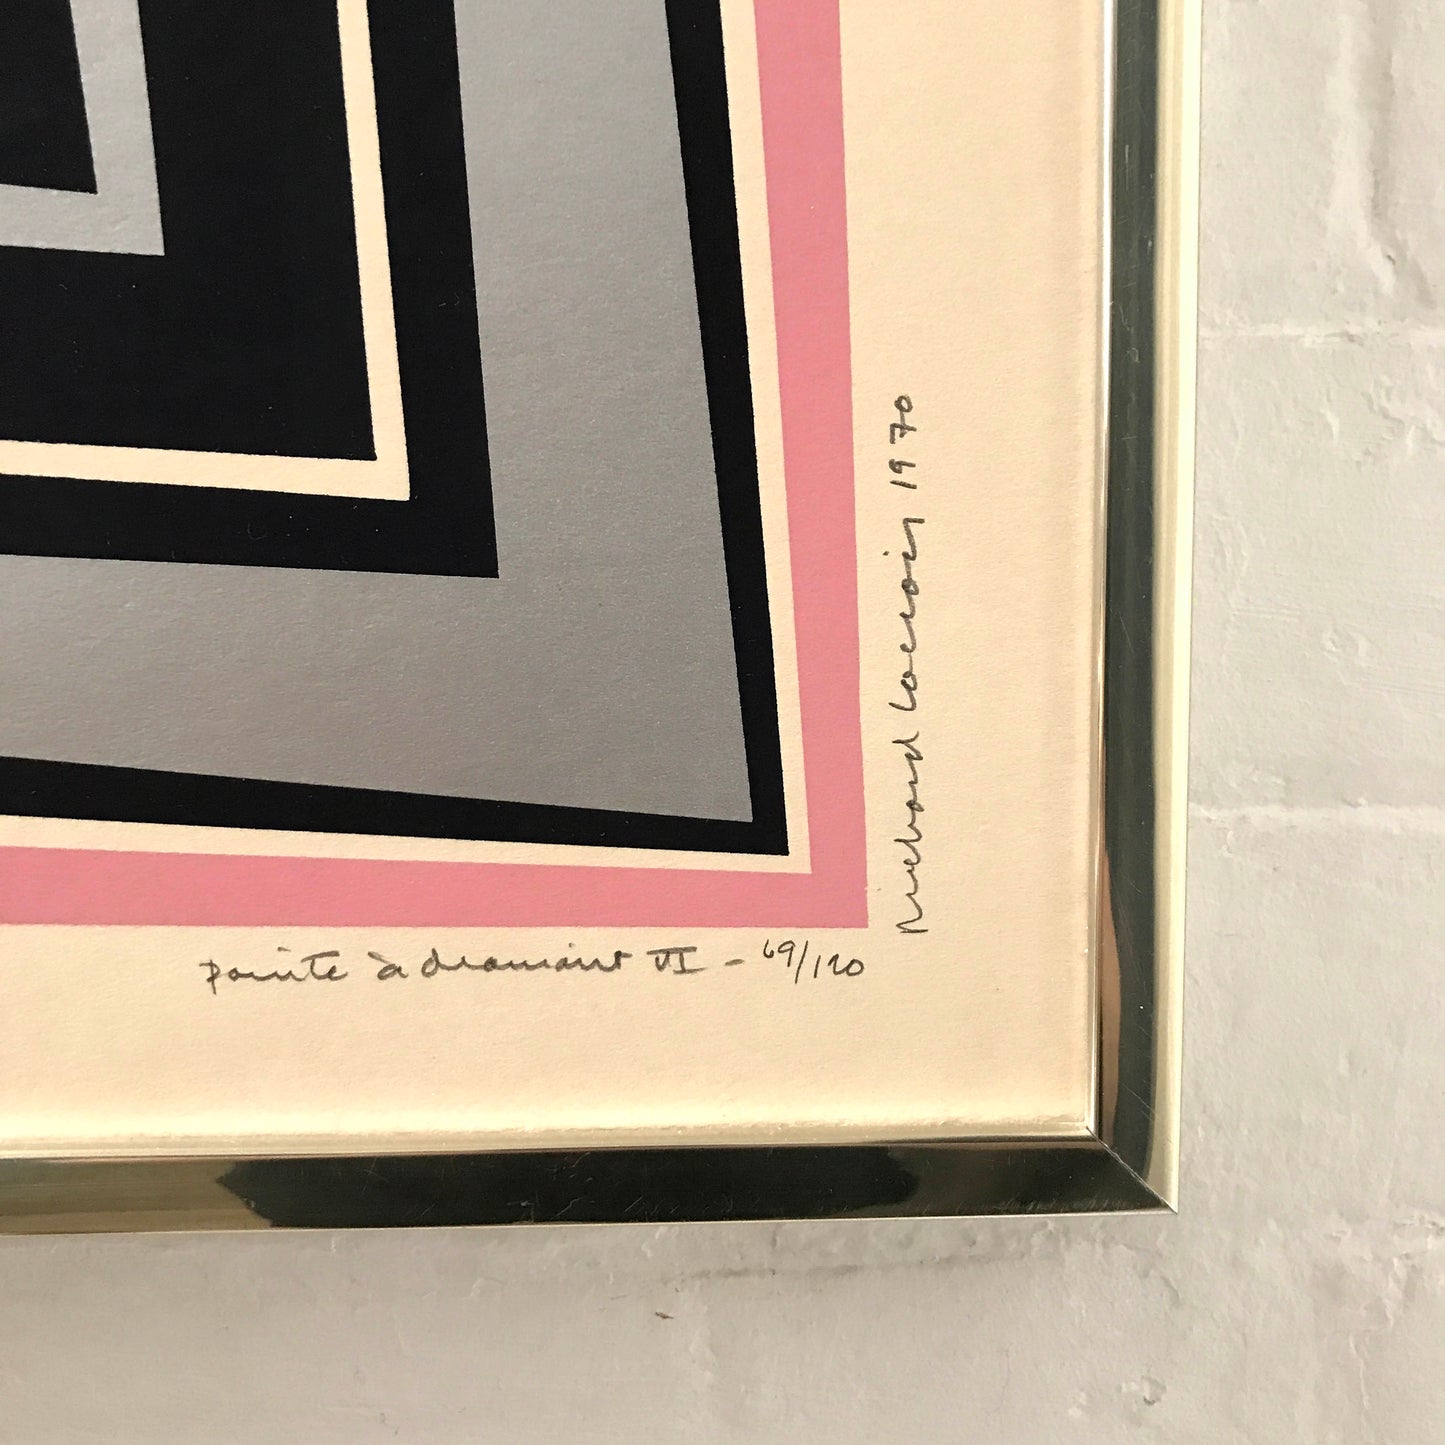 pointe à diamant VI - 69/120
Richard Lacroix 1970